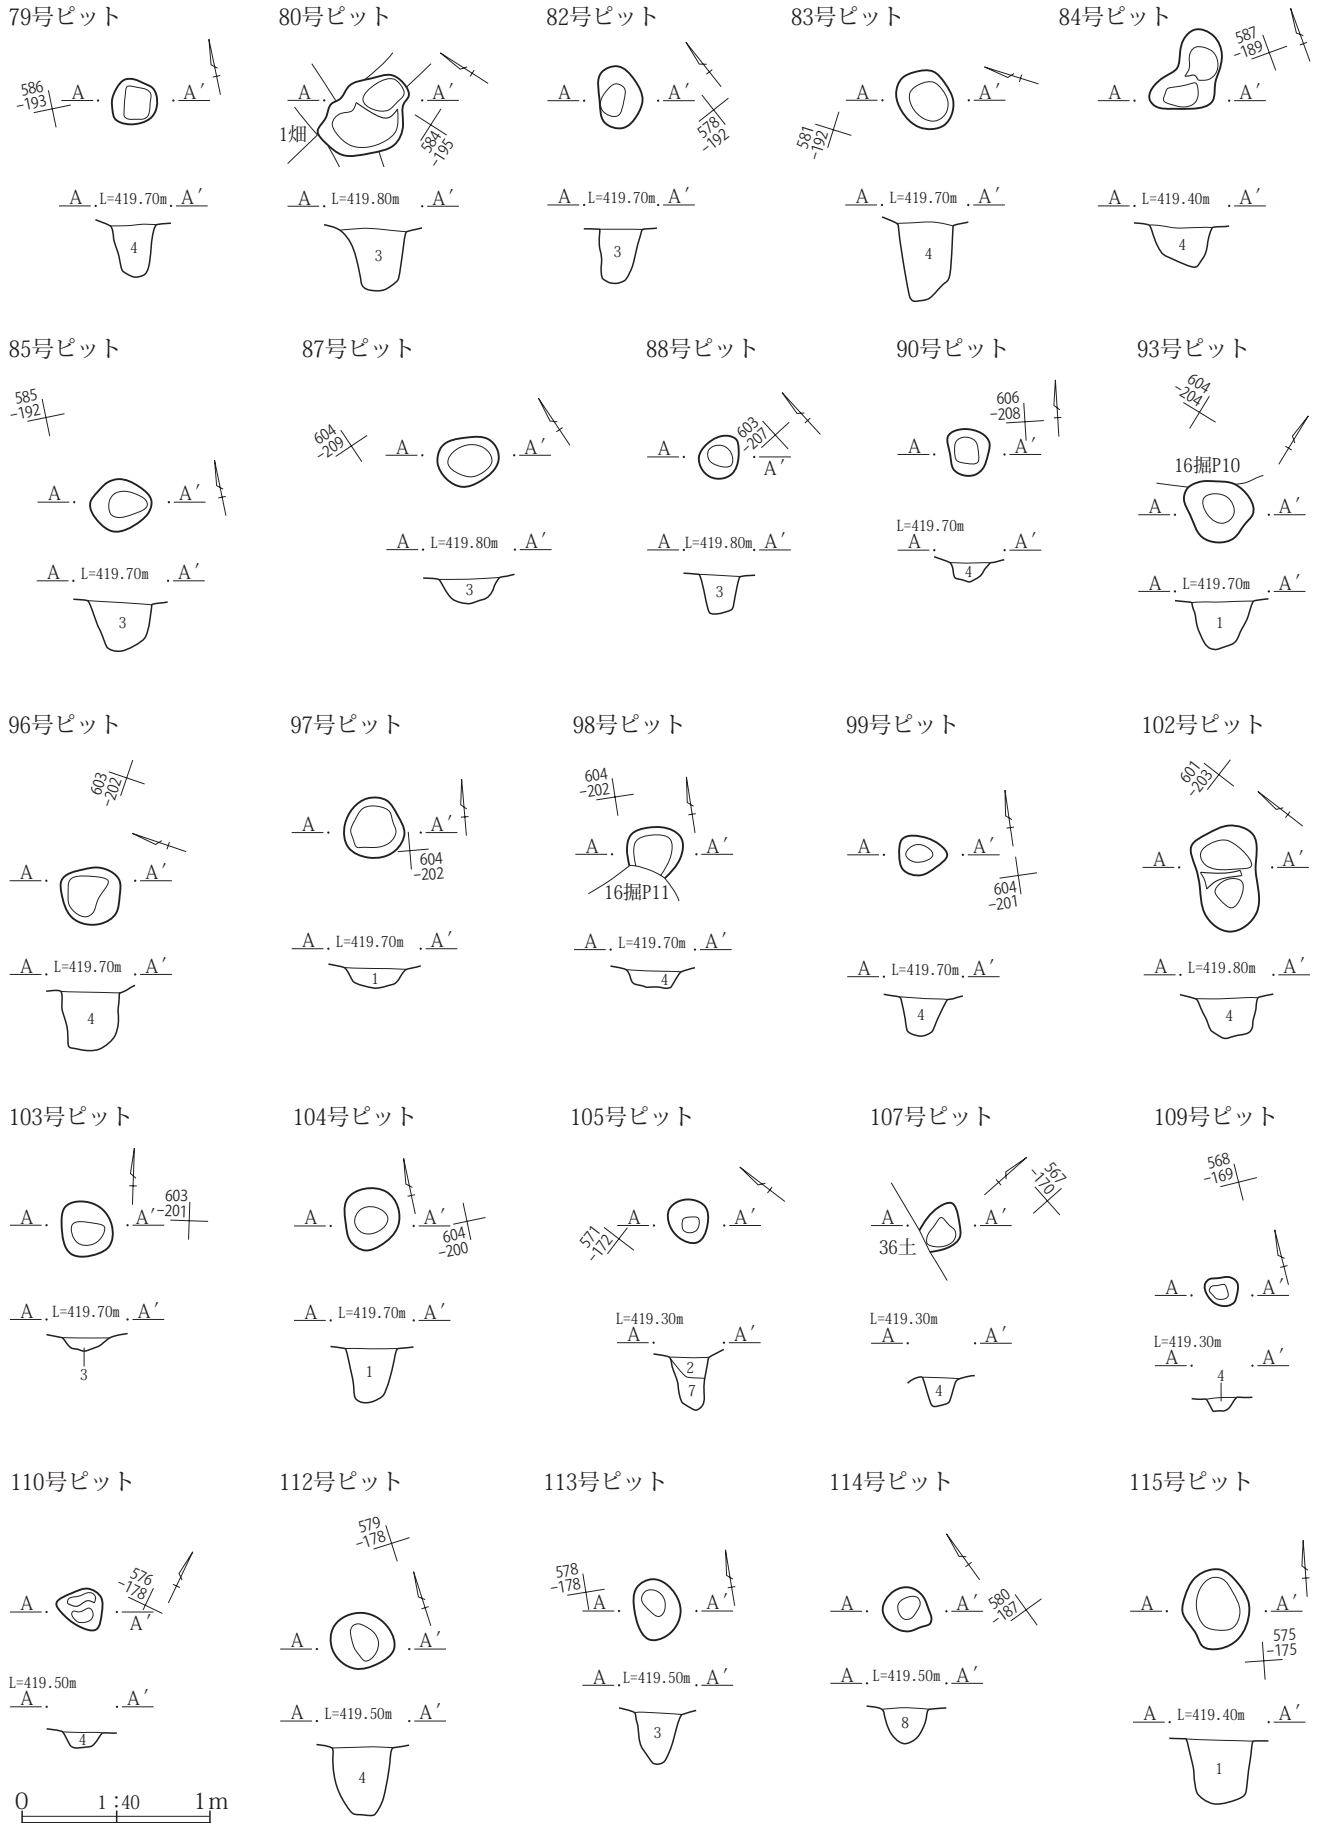 79号ピット
586
-193
A A′
A L=419.70m A′
4
80号ピット
A A′
1畑
584
-195
A L=419.80m A′
3
82号ピット
A A′
578
-192
A L=419.70m A′
3
83号ピット
A A′
581
-192
A L=419.70m A′
4
84号ピット
587
-189
A A′
A L=419.40m A′
4
85号ピット
585
-192
A A′
A L=419.70m A′
3
87号ピット
604
-209
A A′
A L=419.80m A′
3
88号ピット
603
-207
A A′
A L=419.80m A′
3
90号ピット
606
-208
A A′
L=419.70m
A A′
4
93号ピット
604
-204
16掘P10
A A′
A L=419.70m A′
1
96号ピット
603
-202
A A′
A L=419.70m A′
4
97号ピット
A A′
604
-202
A L=419.70m A′
1
98号ピット
604
-202
A A′
16掘P11
A L=419.70m A′
4
99号ピット
A A′
604
-201
A L=419.70m A′
4
102号ピット
601
-203
A A′
A L=419.80m A′
4
103号ピット
603
-201
A A′
A L=419.70m A′
3
104号ピット
A A′
604
-200
A L=419.70m A′
1
105号ピット
A A′
571
-172
L=419.30m
A A′
2
7
107号ピット
567
-170
A A′
36土
L=419.30m
A A′
4
109号ピット
568
-169
A A′
L=419.30m
A A′
4
110号ピット
576
-178
A A′
L=419.50m
A A′
4
112号ピット
579
-178
A A′
A L=419.50m A′
4
113号ピット
578
-178
A A′
A L=419.50m A′
3
114号ピット
A A′
580
-187
A L=419.50m A′
8
115号ピット
A A′
575
-175
A L=419.40m A′
1
0 1:40 1m